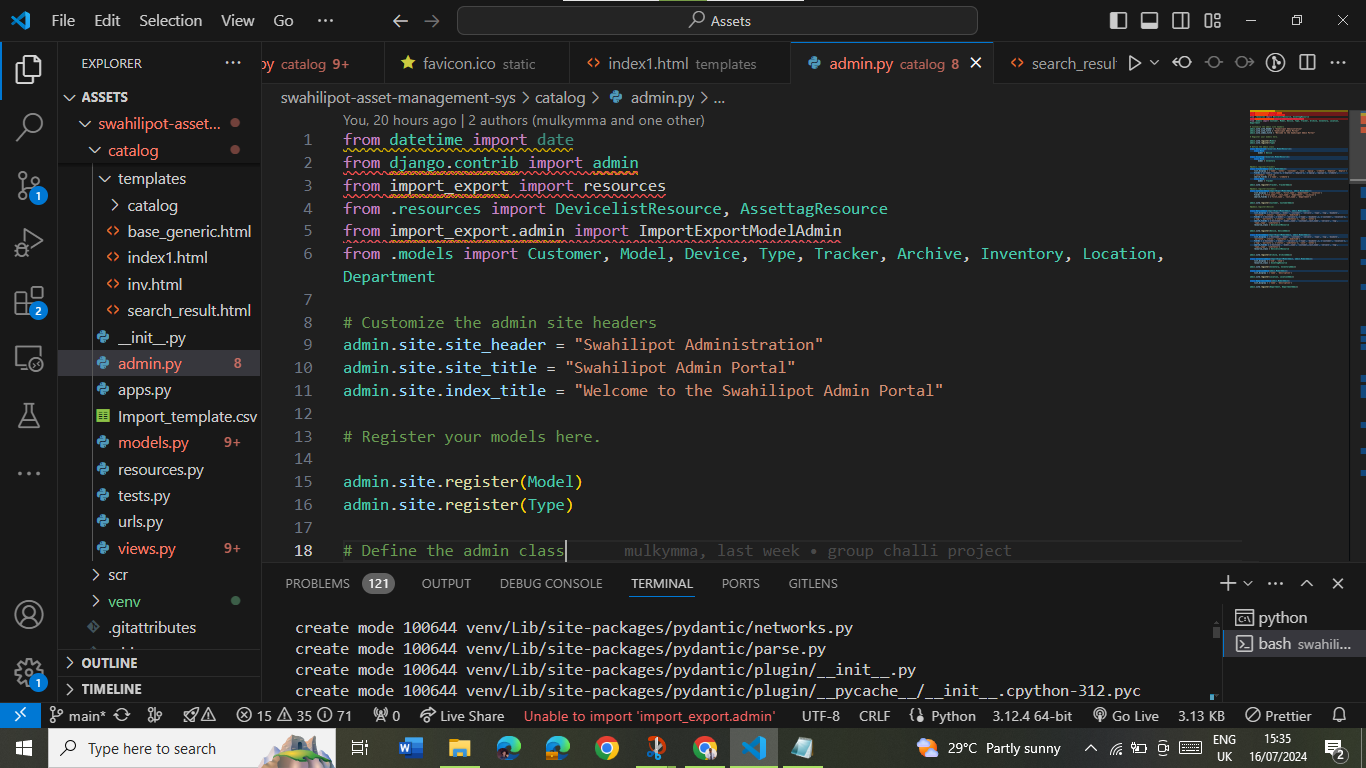 File Edit Selection View Go ··· Assets
EXPLORER ···
py catalog 9+ favicon.ico static index1.html templates admin.py catalog 8 search_resul
ASSETS
swahilipot-asset...
catalog
templates
catalog
base_generic.html
index1.html
inv.html
search_result.html
__init__.py
admin.py 8
apps.py
Import_template.csv
models.py 9+
resources.py
tests.py
urls.py
views.py 9+
scr
venv
.gitattributes
OUTLINE
TIMELINE
1
2
1
swahilipot-asset-management-sys > catalog > admin.py > ...
You, 20 hours ago | 2 authors (mulkymma and one other)
1 from datetime import date
2 from django.contrib import admin
3 from import_export import resources
4 from .resources import DevicelistResource, AssettagResource
5 from import_export.admin import ImportExportModelAdmin
6 from .models import Customer, Model, Device, Type, Tracker, Archive, Inventory, Location,
Department
7
8 # Customize the admin site headers
9 admin.site.site_header = "Swahilipot Administration"
10 admin.site.site_title = "Swahilipot Admin Portal"
11 admin.site.index_title = "Welcome to the Swahilipot Admin Portal"
12
13 # Register your models here.
14
15 admin.site.register(Model)
16 admin.site.register(Type)
17
18 # Define the admin class mulkymma, last week • group challi project
PROBLEMS 121 OUTPUT DEBUG CONSOLE TERMINAL PORTS GITLENS
create mode 100644 venv/Lib/site-packages/pydantic/networks.py
create mode 100644 venv/Lib/site-packages/pydantic/parse.py
create mode 100644 venv/Lib/site-packages/pydantic/plugin/__init__.py
create mode 100644 venv/Lib/site-packages/pydantic/plugin/__pycache__/__init__.cpython-312.pyc
python
bash swahili...
main* 15 35 71 0 Live Share Unable to import 'import_export.admin' UTF-8 CRLF Python 3.12.4 64-bit Go Live 3.13 KB Prettier
Type here to search
29°C Partly sunny
ENG
UK
15:35
16/07/2024
2